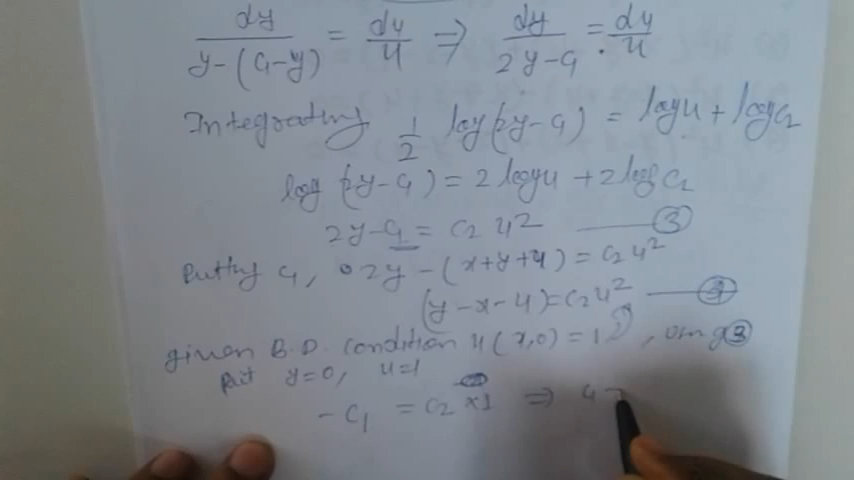 dy/(y-(c₁-y)) = du/u ⇒ dy/(2y-c₁) = du/u
Integrating 1/2 log(2y-c₁) = log u + log c₂
log (2y-c₁) = 2 log u + 2 log c₂
2y-c₁ = c₂ u² ③
Putting c₁, 2y-(x+y+u) = c₂ u²
(y-x-u) = c₂ u² ④
given B.D. condition u(x,0) = 1, using ③
put y=0, u=1
-c₁ = c₂ x1 ⇒ c₁